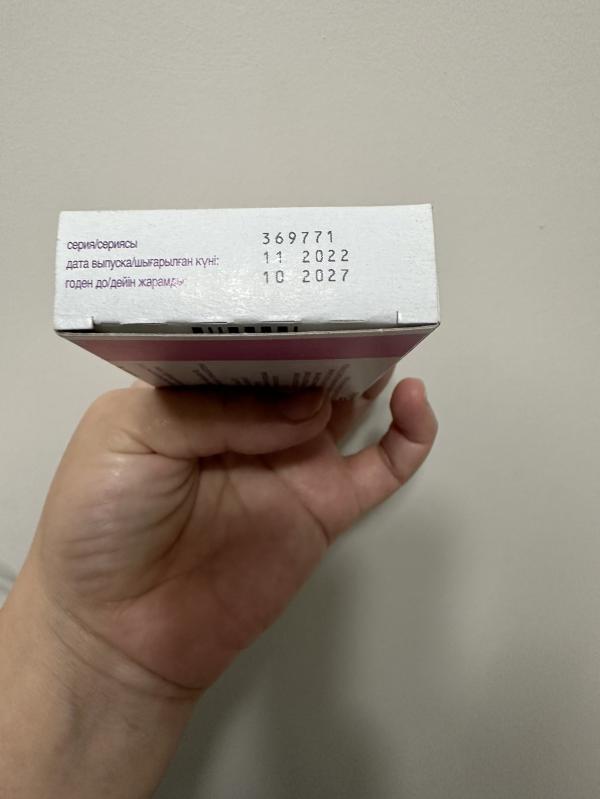 серия/сериясы 369771
дата выпуска/шығарылған күні: 11 2022
годен до/дейін жарамды: 10 2027